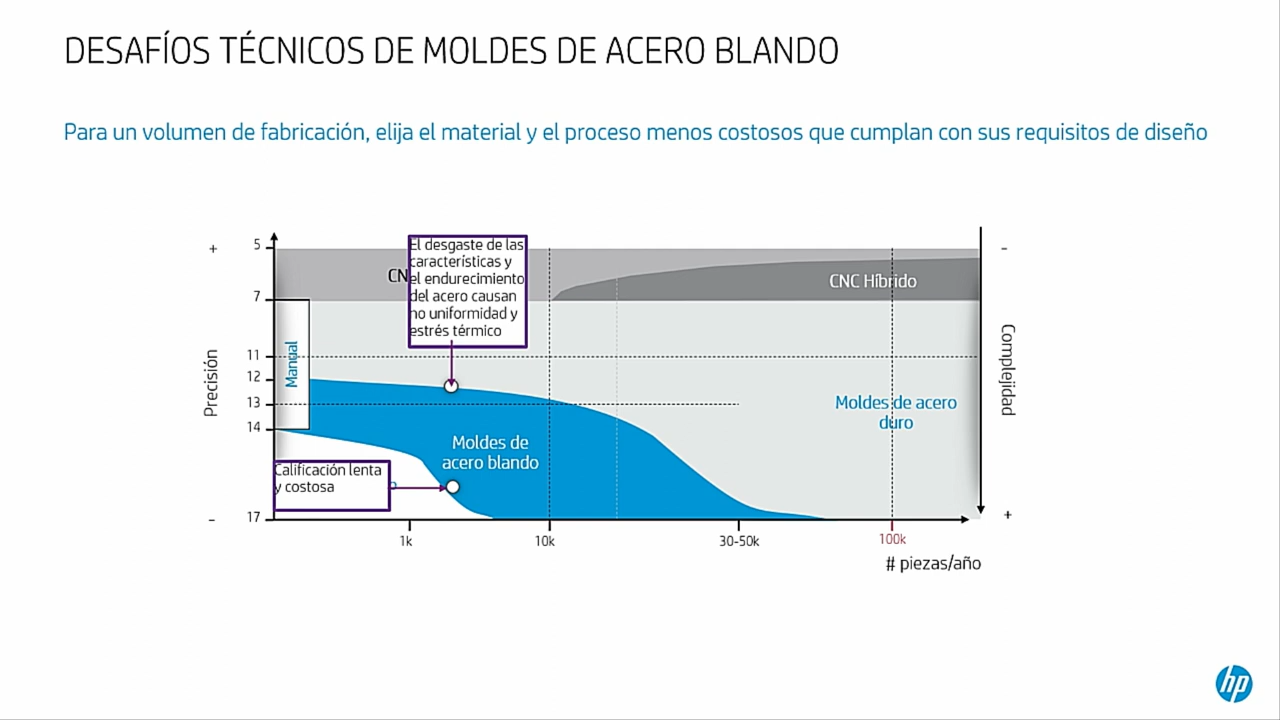 DESAFÍOS TÉCNICOS DE MOLDES DE ACERO BLANDO
Para un volumen de fabricación, elija el material y el proceso menos costosos que cumplan con sus requisitos de diseño
+
5
7
11
12
13
14
17
-
Precisión
Manual
El desgaste de las
características y
el endurecimiento
del acero causan
no uniformidad y
estrés térmico
CNC Híbrido
Moldes de
acero blando
Moldes de acero
duro
Calificación lenta
y costosa
-
Complejidad
+
1k
10k
30-50k
100k
# piezas/año
hp